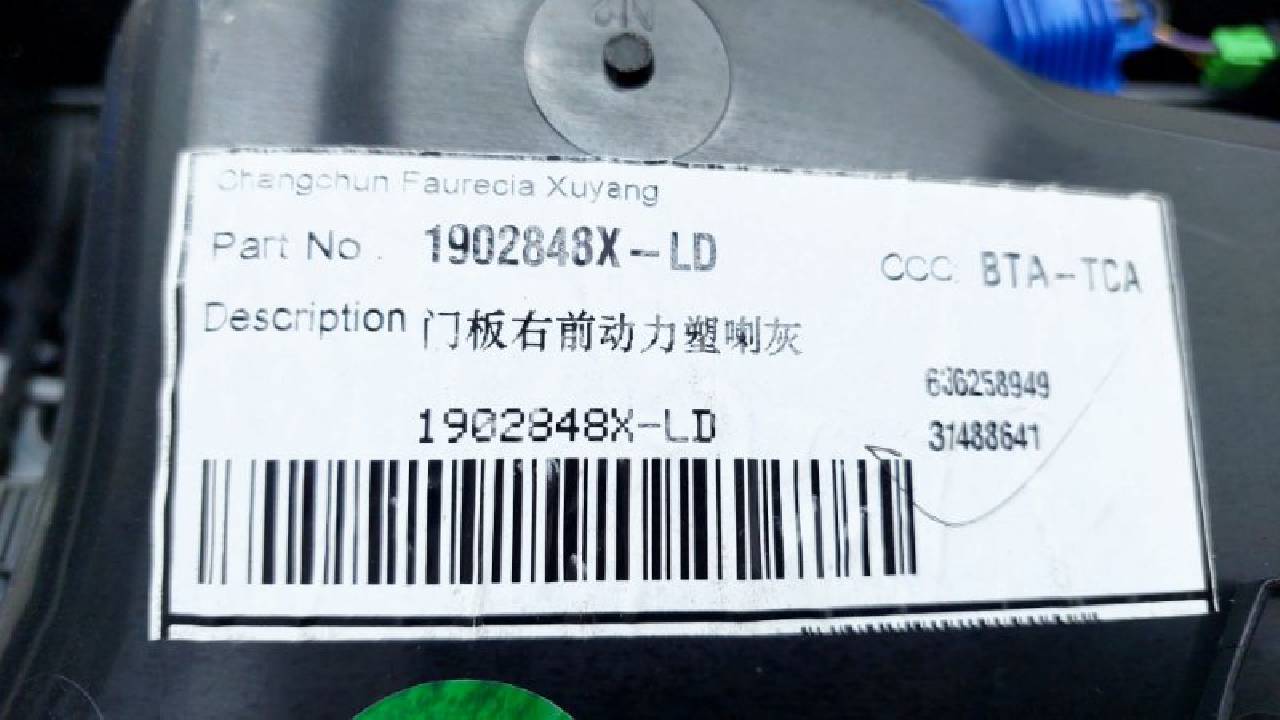 Changchun Faurecia Xuyang
Part No. 1902848X-LD
CCC: BTA-TCA
Description 门板右前动力塑喇灰
636258949
31488641
1902848X-LD